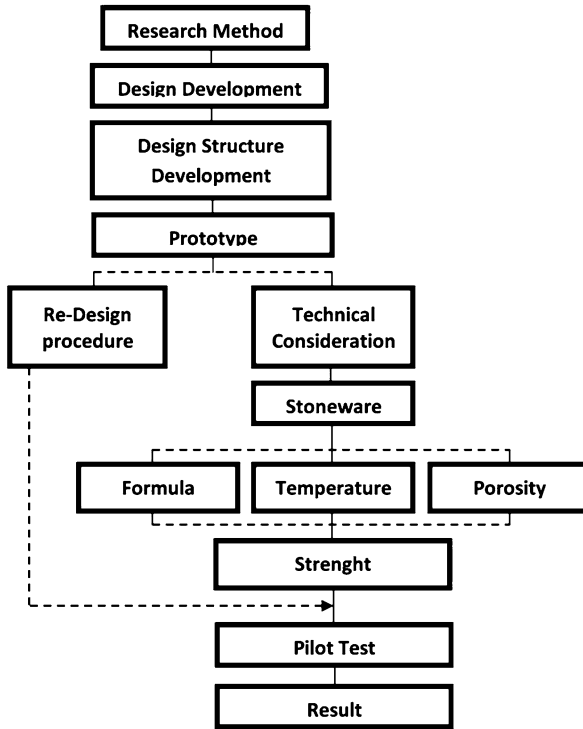 Research Method
Design Development
Design Structure
Development
Prototype
Re-Design
procedure
Technical
Consideration
Stoneware
Formula
Temperature
Porosity
Strenght
Pilot Test
Result